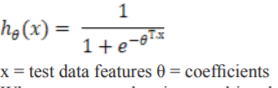 hθ(x) = 1 / 1 + e^−θTx
x = test data features θ = coefficients